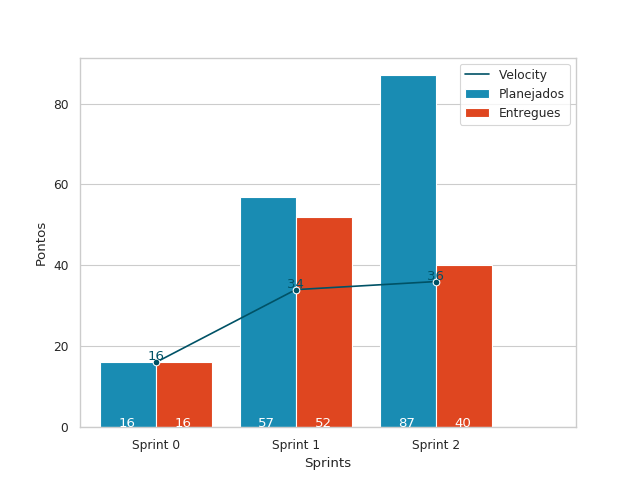 Velocity
Planejados
Entregues
Pontos
80
60
40
20
0
16
34
36
16
16
57
52
87
40
Sprint 0
Sprint 1
Sprint 2
Sprints